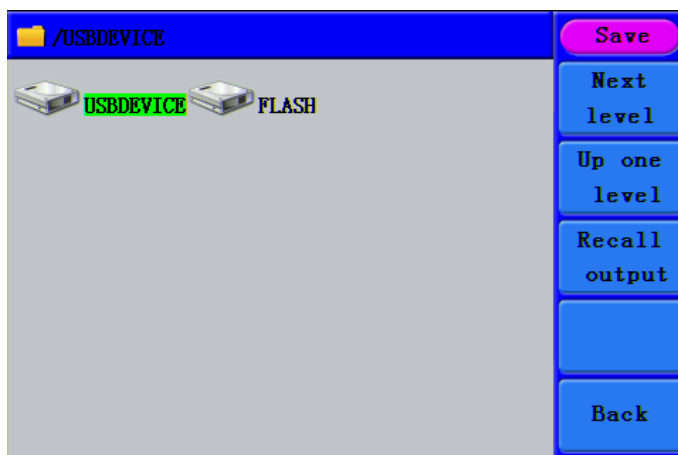 /USBDEVICE
USBDEVICE FLASH
Save
Next
level
Up one
level
Recall
output
Back